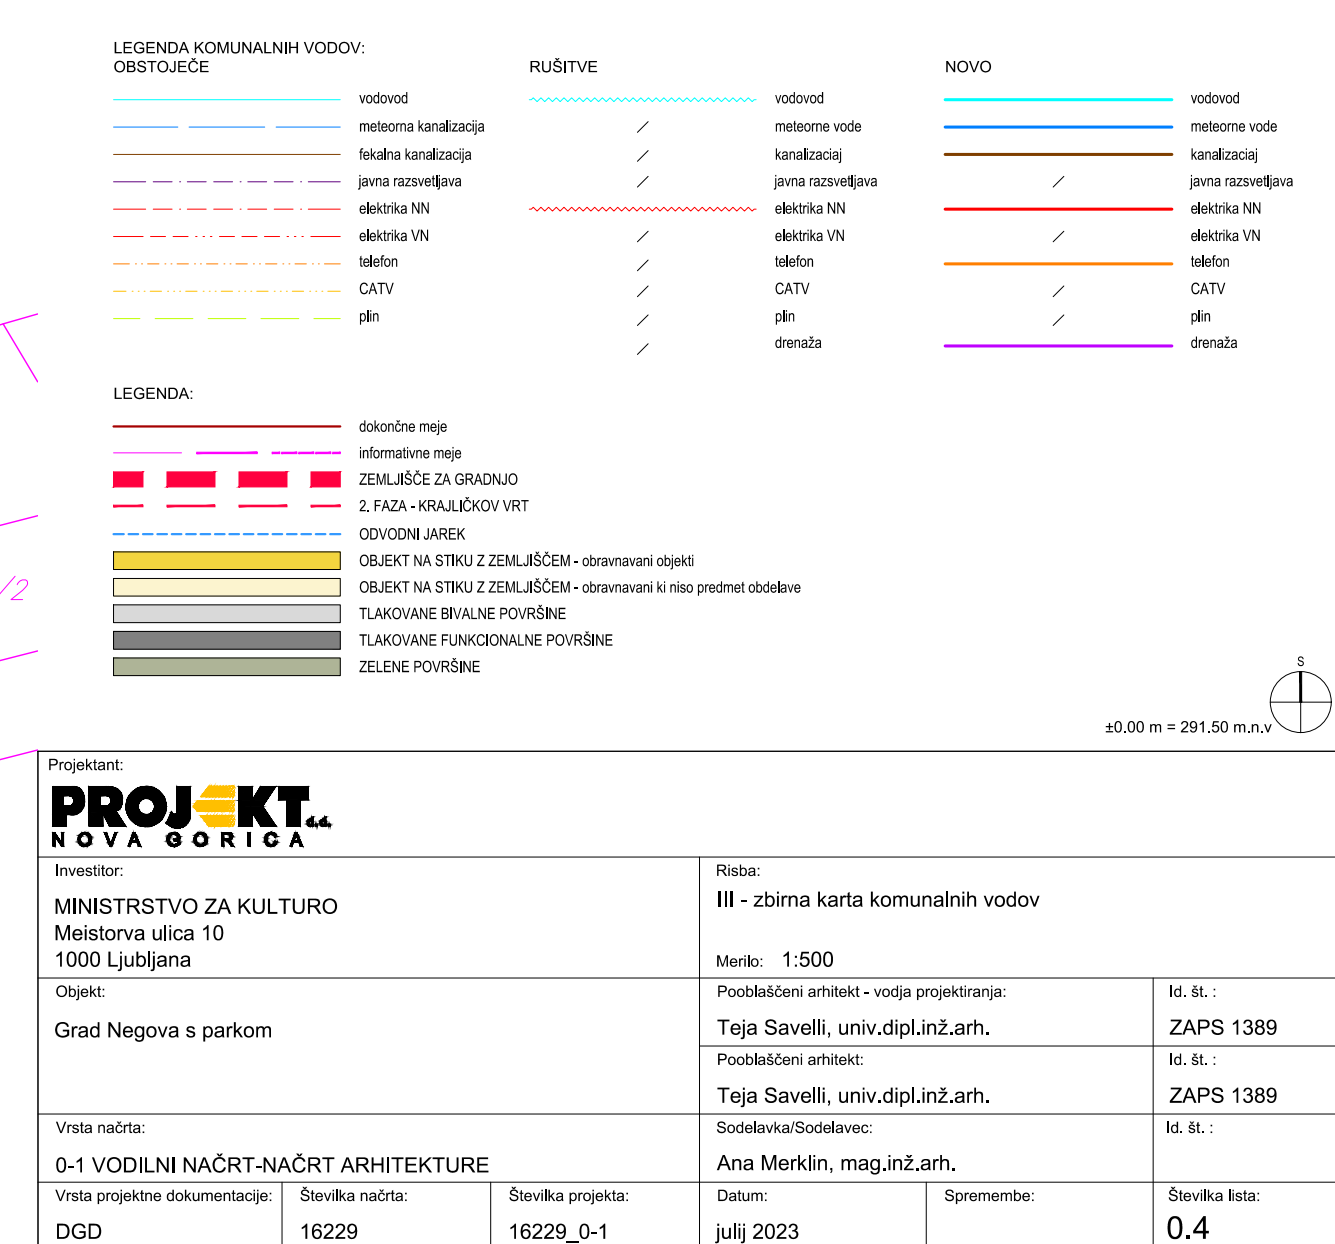 LEGENDA KOMUNALNIH VODOV:
OBSTOJEČE RUŠITVE NOVO
vodovod vodovod vodovod
meteorna kanalizacija / meteorne vode meteorne vode
fekalna kanalizacija / kanalizaciaj kanalizaciaj
javna razsvetljava / javna razsvetljava / javna razsvetljava
elektrika NN elektrika NN elektrika NN
elektrika VN / elektrika VN / elektrika VN
telefon / telefon telefon
CATV / CATV / CATV
plin / plin / plin
/ drenaža drenaža
LEGENDA:
dokončne meje
informativne meje
ZEMLJIŠČE ZA GRADNJO
2. FAZA - KRAJLIČKOV VRT
ODVODNI JAREK
OBJEKT NA STIKU Z ZEMLJIŠČEM - obravnavani objekti
OBJEKT NA STIKU Z ZEMLJIŠČEM - obravnavani ki niso predmet obdelave
TLAKOVANE BIVALNE POVRŠINE
TLAKOVANE FUNKCIONALNE POVRŠINE
ZELENE POVRŠINE
/2
S
±0.00 m = 291.50 m.n.v
Projektant:
PROJEKT d.d.
NOVA GORICA
Investitor:
MINISTRSTVO ZA KULTURO
Meistorva ulica 10
1000 Ljubljana
Risba:
III - zbirna karta komunalnih vodov
Merilo: 1:500
Objekt:
Grad Negova s parkom
Pooblaščeni arhitekt - vodja projektiranja: Id. št. :
Teja Savelli, univ.dipl.inž.arh. ZAPS 1389
Pooblaščeni arhitekt: Id. št. :
Teja Savelli, univ.dipl.inž.arh. ZAPS 1389
Vrsta načrta:
0-1 VODILNI NAČRT-NAČRT ARHITEKTURE
Sodelavka/Sodelavec: Id. št. :
Ana Merklin, mag.inž.arh.
Vrsta projektne dokumentacije: Številka načrta: Številka projekta: Datum: Spremembe: Številka lista:
DGD 16229 16229_0-1 julij 2023 0.4